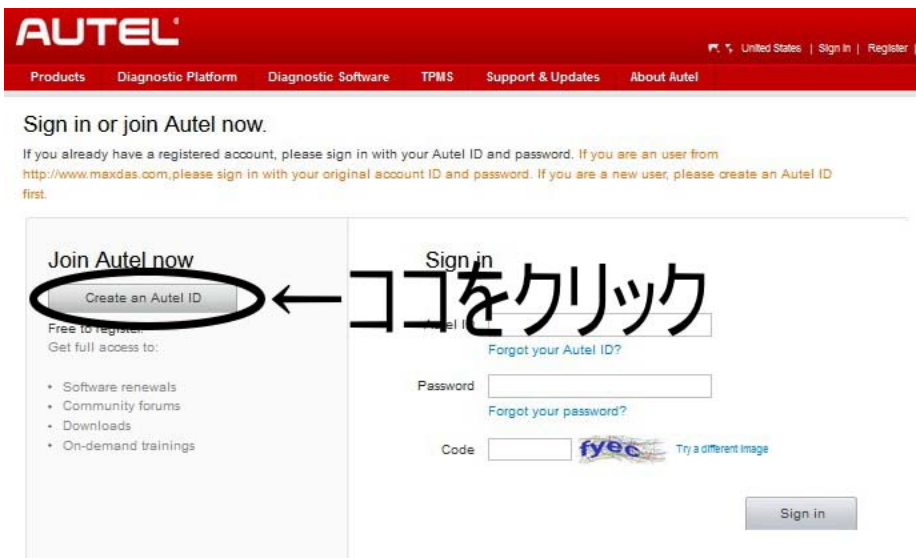 AUTEL
United States | Sign In | Register |
Products Diagnostic Platform Diagnostic Software TPMS Support & Updates About Autel
Sign in or join Autel now.
If you already have a registered account, please sign in with your Autel ID and password. If you are an user from
http://www.maxdas.com,please sign in with your original account ID and password. If you are a new user, please create an Autel ID
first.
Join Autel now
Create an Autel ID
Free to register.
Get full access to:
• Software renewals
• Community forums
• Downloads
• On-demand trainings
←ココをクリック
Sign in
Autel ID
Forgot your Autel ID?
Password
Forgot your password?
Code
fyec
Try a different image
Sign in